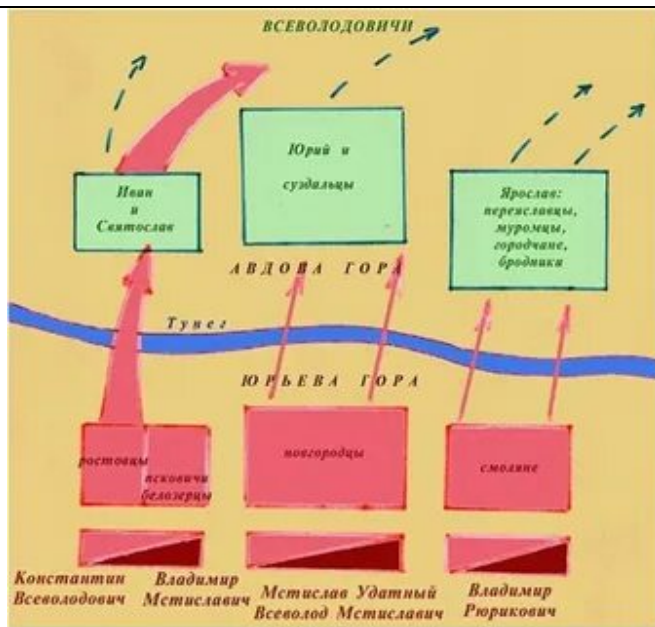 ВСЕВОЛОДОВИЧИ
Юрий и
суздальцы
Иван
и
Святослав
Ярослав:
переяславцы,
муромцы,
городчане,
бродники
АВДОВА ГОРА
Тунег
ЮРЬЕВА ГОРА
ростовцы
псковичи
белозерцы
новгородцы
смоляне
Константин
Всеволодович
Владимир
Мстиславич
Мстислав Удатный
Всеволод Мстиславич
Владимир
Рюрикович